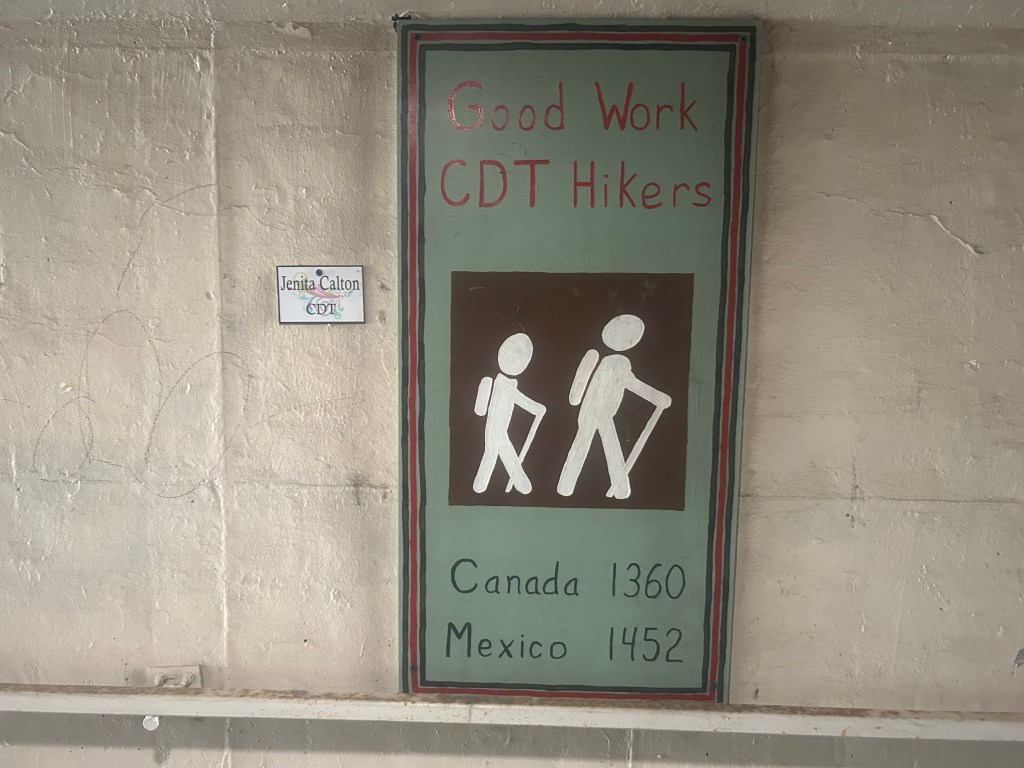 Good Work
CDT Hikers
Jenita Calton
CDT
Canada 1360
Mexico 1452